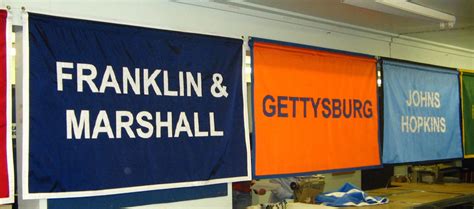 FRANKLIN &
MARSHALL
GETTYSBURG
JOHNS
HOPKINS